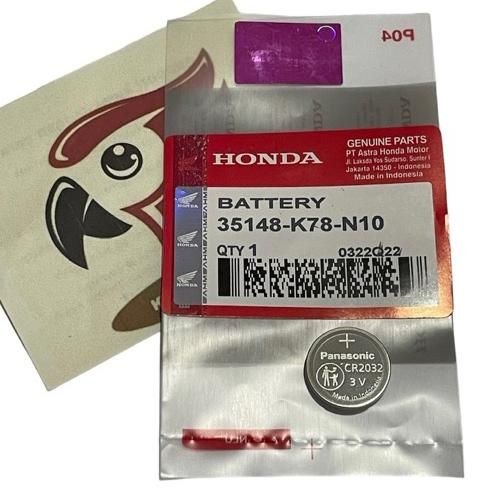 P04
HONDA
GENUINE PARTS
PT Astra Honda Motor
Jl. Laksda Yos Sudarso. Sunter I
Jakarta 14350 - Indonesia
Made in Indonesia
BATTERY
35148-K78-N10
QTY 1
0322Q22
+
Panasonic
CR2032
3 V
Made in Indonesia